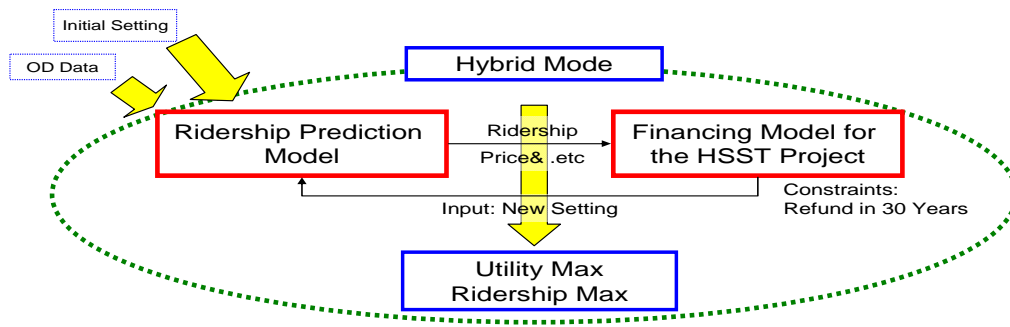 Initial Setting
OD Data
Hybrid Mode
Ridership Prediction
Model
Ridership
Price& .etc
Financing Model for
the HSST Project
Input: New Setting
Constraints:
Refund in 30 Years
Utility Max
Ridership Max